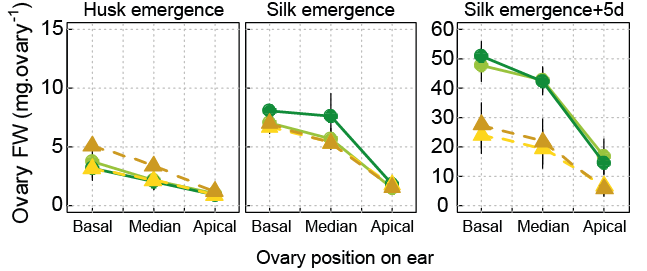 Husk emergence
Silk emergence
Silk emergence+5d
Ovary FW (mg.ovary⁻¹)
15
10
5
0
60
50
40
30
20
10
0
Basal Median Apical
Basal Median Apical
Basal Median Apical
Ovary position on ear